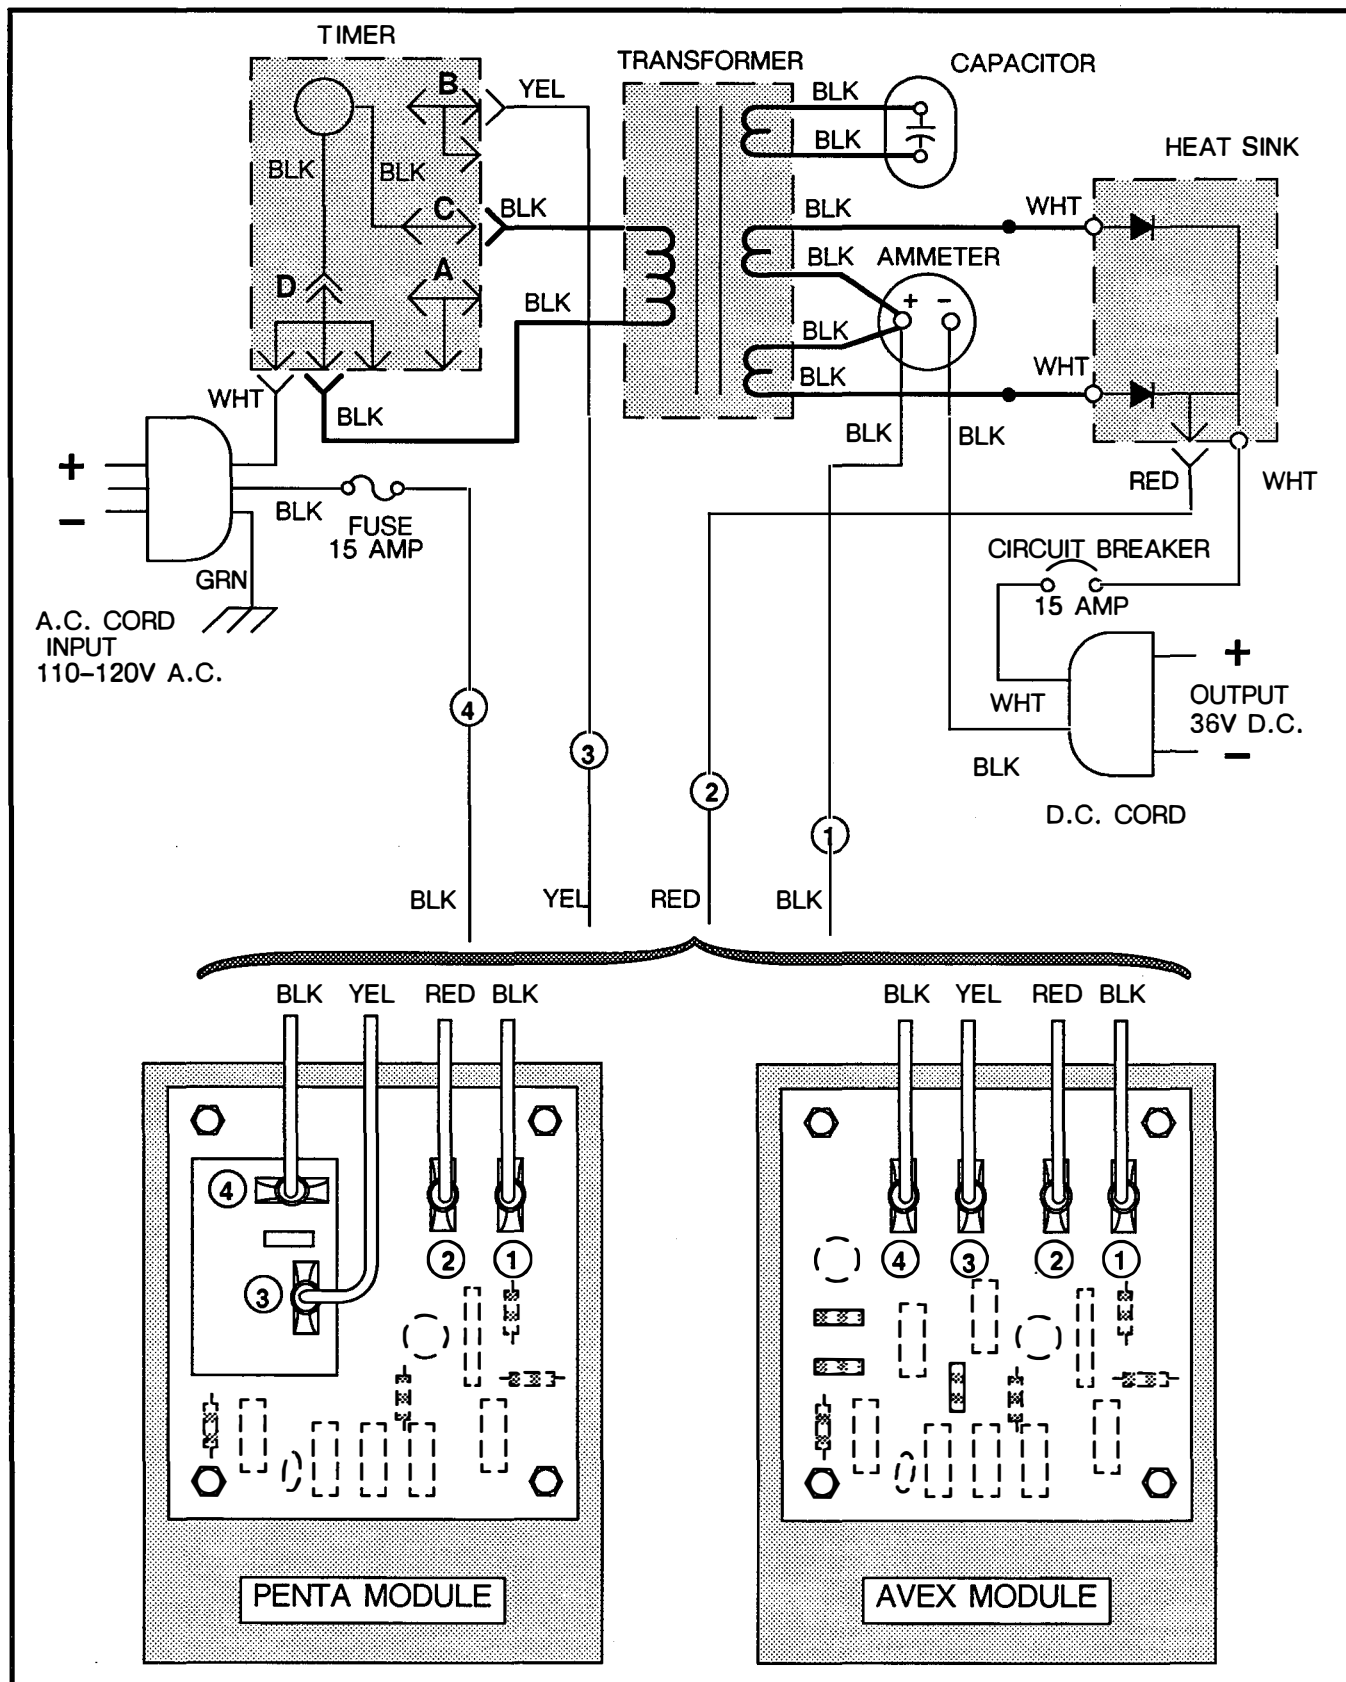 TIMER
TRANSFORMER
CAPACITOR
HEAT SINK
B
YEL
BLK
BLK
BLK
BLK
C
BLK
BLK
WHT
A
D
BLK
BLK
AMMETER
+ −
BLK
BLK
WHT
WHT
BLK
BLK
BLK
RED
WHT
+
−
BLK
FUSE
15 AMP
GRN
A.C. CORD
INPUT
110-120V A.C.
CIRCUIT BREAKER
15 AMP
WHT
+
OUTPUT
36V D.C.
−
BLK
D.C. CORD
4
3
2
1
BLK
YEL
RED
BLK
BLK YEL RED BLK
BLK YEL RED BLK
4
2
1
3
4
3
2
1
PENTA MODULE
AVEX MODULE